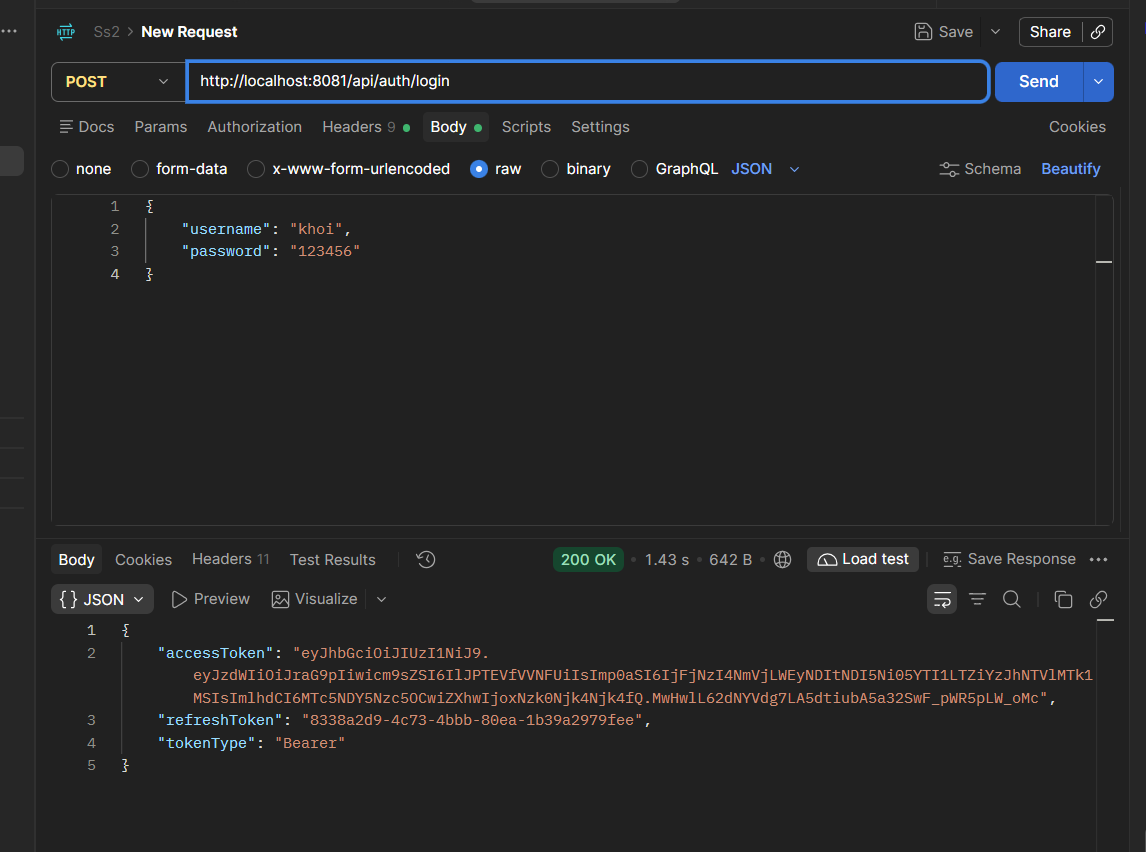 Ss2 > New Request Save Share
POST http://localhost:8081/api/auth/login Send
Docs Params Authorization Headers 9 Body Scripts Settings Cookies
none form-data x-www-form-urlencoded raw binary GraphQL JSON Schema Beautify
1 {
2 "username": "khoi",
3 "password": "123456"
4 }
Body Cookies Headers 11 Test Results 200 OK • 1.43 s • 642 B • Load test e.g. Save Response
{ } JSON Preview Visualize
1 {
2 "accessToken": "eyJhbGciOiJIUzI1NiJ9.
eyJzdWIiOiJraG9pIiwicm9sZSI6IlJPTEVfVVNFUiIsImp0aSI6IjFjNzI4NmVjLWEyNDItNDI5Ni05YTI1LTZiYzJhNTVlMTk1
MSIsImlhdCI6MTc5NDY5Nzc5OCwiZXhwIjoxNzk0Njk4Njk4fQ.MwHwlL62dNYVdg7LA5dtiubA5a32SwF_pWR5pLW_oMc",
3 "refreshToken": "8338a2d9-4c73-4bbb-80ea-1b39a2979fee",
4 "tokenType": "Bearer"
5 }